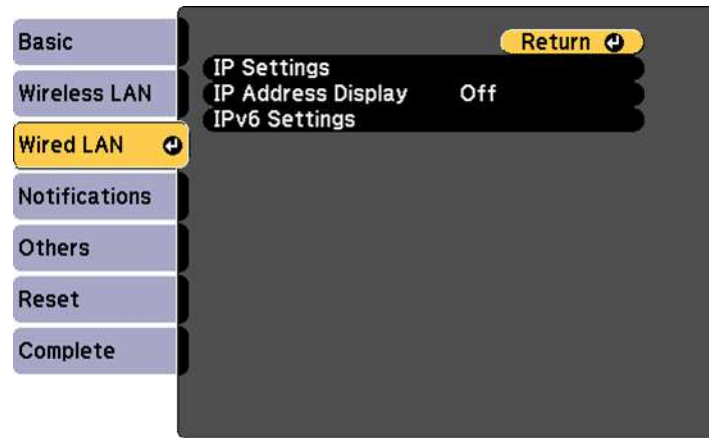 Basic
Wireless LAN
Wired LAN
Notifications
Others
Reset
Complete
Return
IP Settings
IP Address Display Off
IPv6 Settings